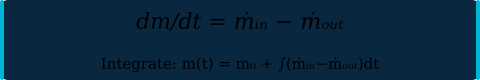 dm/dt = ṁᵢₙ − ṁₒᵤₜ
Integrate: m(t) = m₀ + ∫(ṁᵢₙ−ṁₒᵤₜ)dt